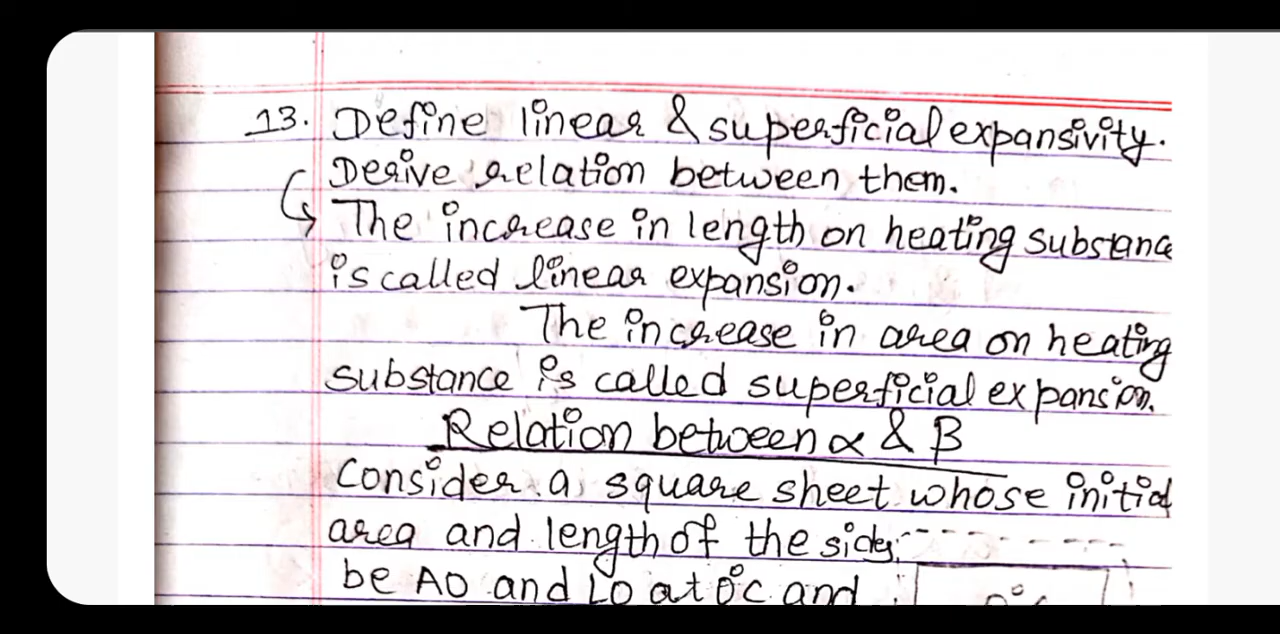 13. Define linear & superficial expansivity.
Derive relation between them.
↳ The increase in length on heating substance
is called linear expansion.
The increase in area on heating
substance is called superficial expansion.
Relation between α & β
Consider a square sheet whose initial
area and length of the sides
be A0 and L0 at 0°C and
0°C